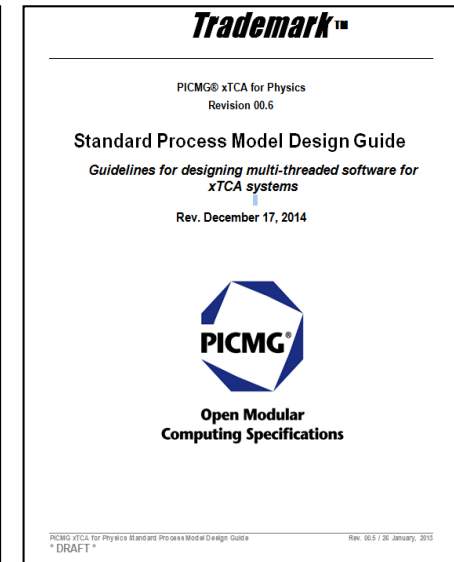 Trademark™
PICMG® xTCA for Physics
Revision 00.6
Standard Process Model Design Guide
Guidelines for designing multi-threaded software for
xTCA systems
Rev. December 17, 2014
PICMG®
Open Modular
Computing Specifications
PICMG xTCA for Physics Standard Process Model Design Guide
Rev. 00.5 / 26 January, 2013
* DRAFT *